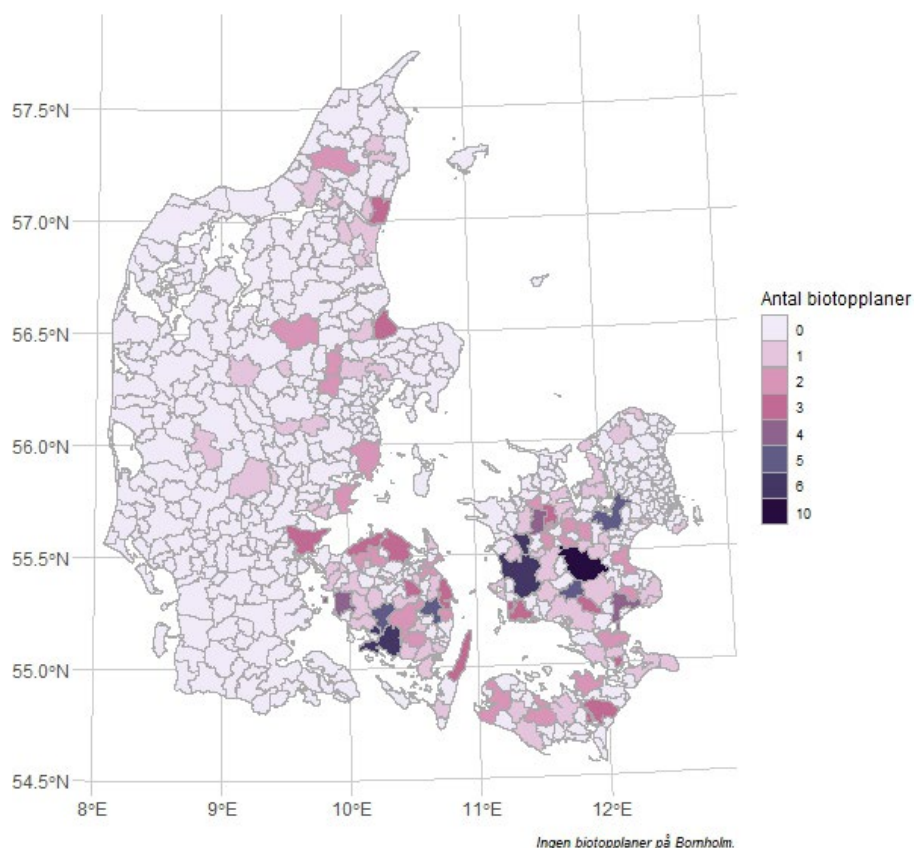 57.5°N
57.0°N
56.5°N
56.0°N
55.5°N
55.0°N
54.5°N
8°E 9°E 10°E 11°E 12°E
Antal biotopplaner
0
1
2
3
4
5
6
10
Ingen biotopplaner på Bornholm.